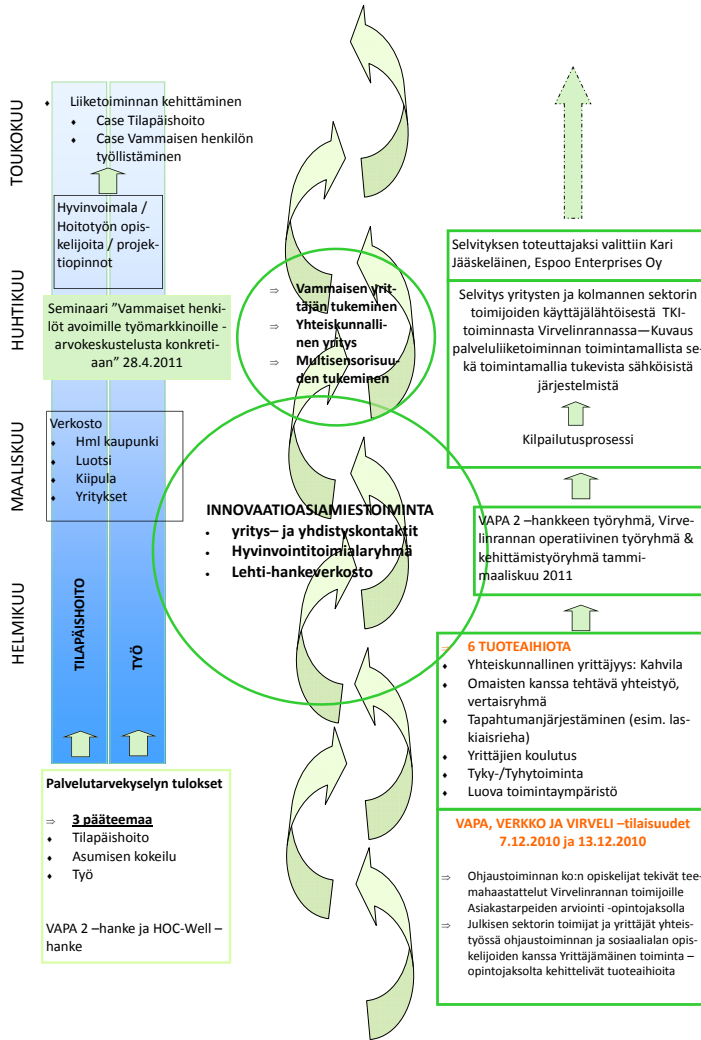 TOUKOKUU
HUHTIKUU
MAALISKUU
HELMIKUU
Liiketoiminnan kehittäminen
Case Tilapäishoito
Case Vammaisen henkilön
työllistäminen
Hyvinvoimala /
Hoitotyön opis-
kelijoita / projek-
tiopinnot
Seminaari "Vammaiset henki-
löt avoimille työmarkkinoille -
arvokeskustelusta konkreti-
aan" 28.4.2011
Verkosto
Hml kaupunki
Luotsi
Kiipula
Yritykset
TILAPÄISHOITO
TYÖ
Palvelutarvekyselyn tulokset
⇒ 3 pääteemaa
Tilapäishoito
Asumisen kokeilu
Työ
VAPA 2 –hanke ja HOC-Well –
hanke
⇒ Vammaisen yrit-
täjän tukeminen
⇒ Yhteiskunnalli-
nen yritys
⇒ Multisensorisuu-
den tukeminen
INNOVAATIOASIAMIESTOIMINTA
• yritys– ja yhdistyskontaktit
• Hyvinvointitoimialaryhmä
• Lehti-hankeverkosto
Selvityksen toteuttajaksi valittiin Kari
Jääskeläinen, Espoo Enterprises Oy
Selvitys yritysten ja kolmannen sektorin
toimijoiden käyttäjälähtöisestä TKI-
toiminnasta Virvelinrannassa—Kuvaus
palveluliiketoiminnan toimintamallista se-
kä toimintamallia tukevista sähköisistä
järjestelmistä
Kilpailutusprosessi
VAPA 2 –hankkeen työryhmä, Virve-
linrannan operatiivinen työryhmä &
kehittämistyöryhmä tammi-
maaliskuu 2011
⇒ 6 TUOTEAIHIOTA
Yhteiskunnallinen yrittäjyys: Kahvila
Omaisten kanssa tehtävä yhteistyö,
vertaisryhmä
Tapahtumanjärjestäminen (esim. las-
kiaisrieha)
Yrittäjien koulutus
Tyky-/Tyhytoiminta
Luova toimintaympäristö
VAPA, VERKKO JA VIRVELI –tilaisuudet
7.12.2010 ja 13.12.2010
⇒ Ohjaustoiminnan ko:n opiskelijat tekivät tee-
mahaastattelut Virvelinrannan toimijoille
Asiakastarpeiden arviointi -opintojaksolla
⇒ Julkisen sektorin toimijat ja yrittäjät yhteis-
työssä ohjaustoiminnan ja sosiaalialan opis-
kelijoiden kanssa Yrittäjämäinen toiminta –
opintojaksolta kehittelivät tuoteaihioita